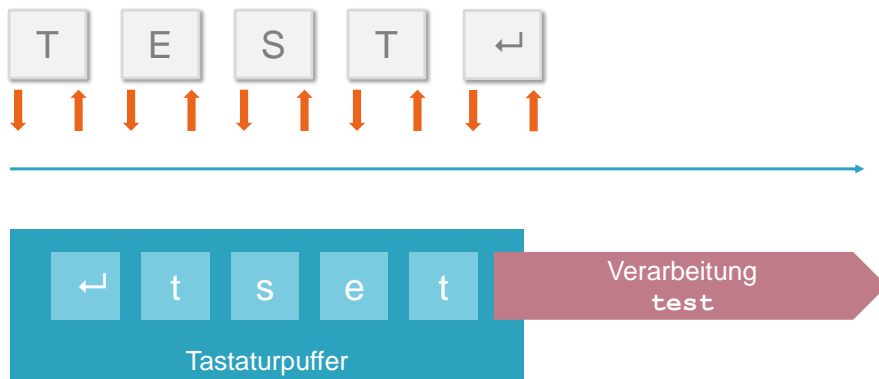 T E S T ↵
↵ t s e t
Verarbeitung
test
Tastaturpuffer